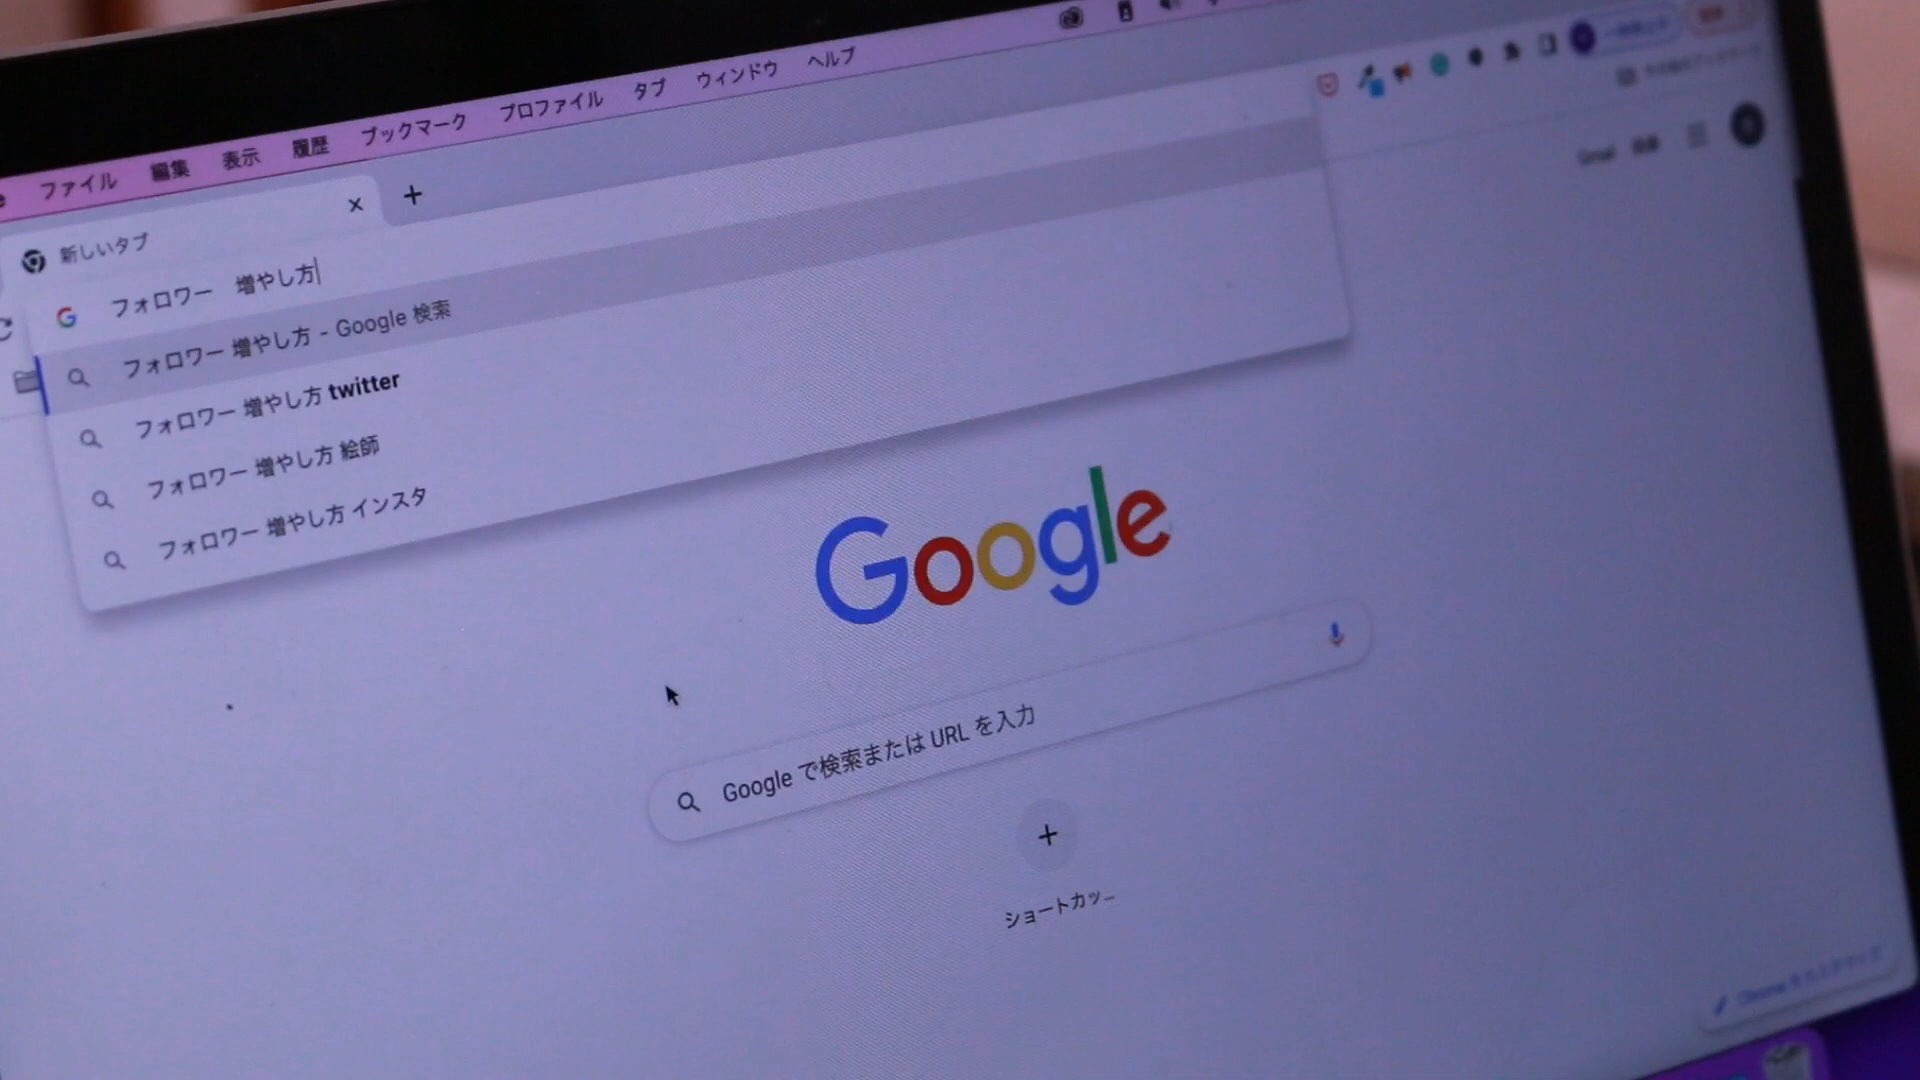 ファイル 編集 表示 履歴 ブックマーク プロファイル タブ ウィンドウ ヘルプ
新しいタブ
フォロワー　増やし方
フォロワー 増やし方 - Google 検索
フォロワー 増やし方 twitter
フォロワー 増やし方 絵師
フォロワー 増やし方 インスタ
Gmail
Google
Google で検索または URL を入力
ショートカッ...